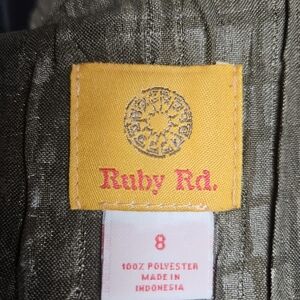 Ruby Rd.
8
100% POLYESTER
MADE IN
INDONESIA